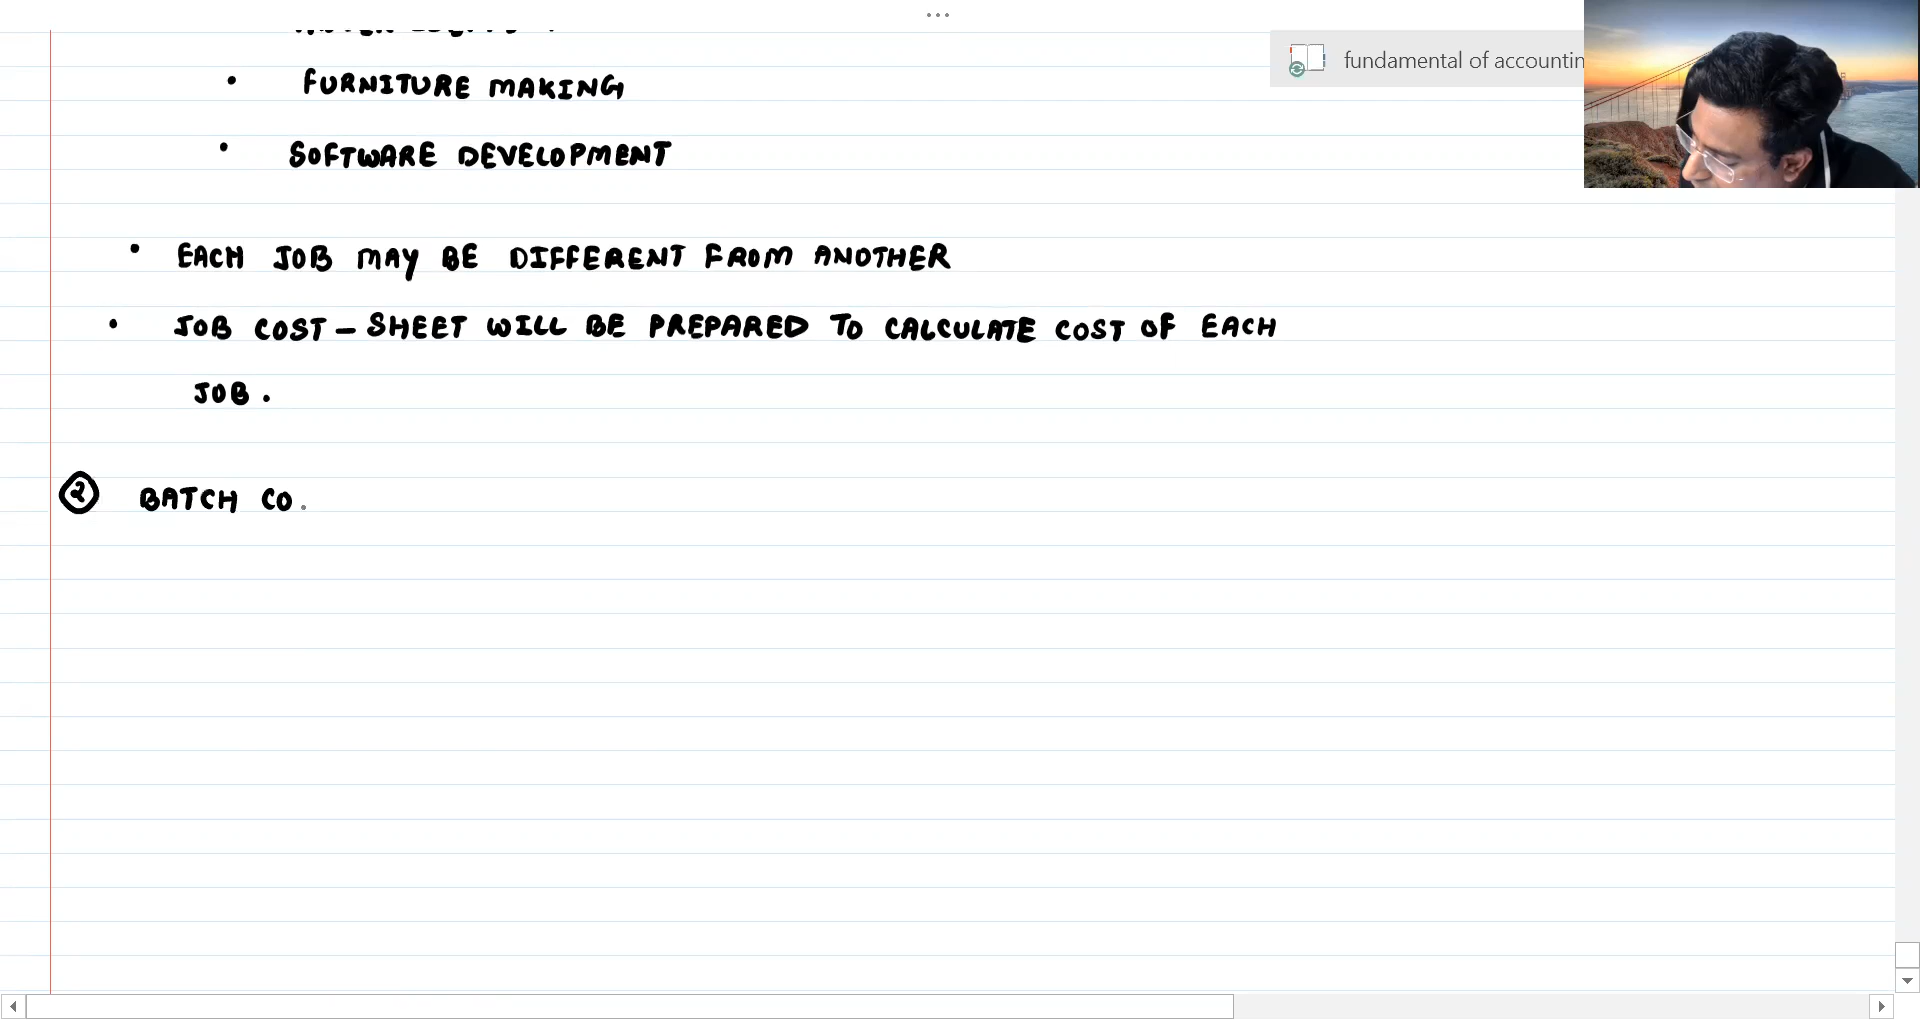 fundamental of accountin
• FURNITURE MAKING
• SOFTWARE DEVELOPMENT
• EACH JOB MAY BE DIFFERENT FROM ANOTHER
• JOB COST - SHEET WILL BE PREPARED TO CALCULATE COST OF EACH
JOB.
② BATCH CO